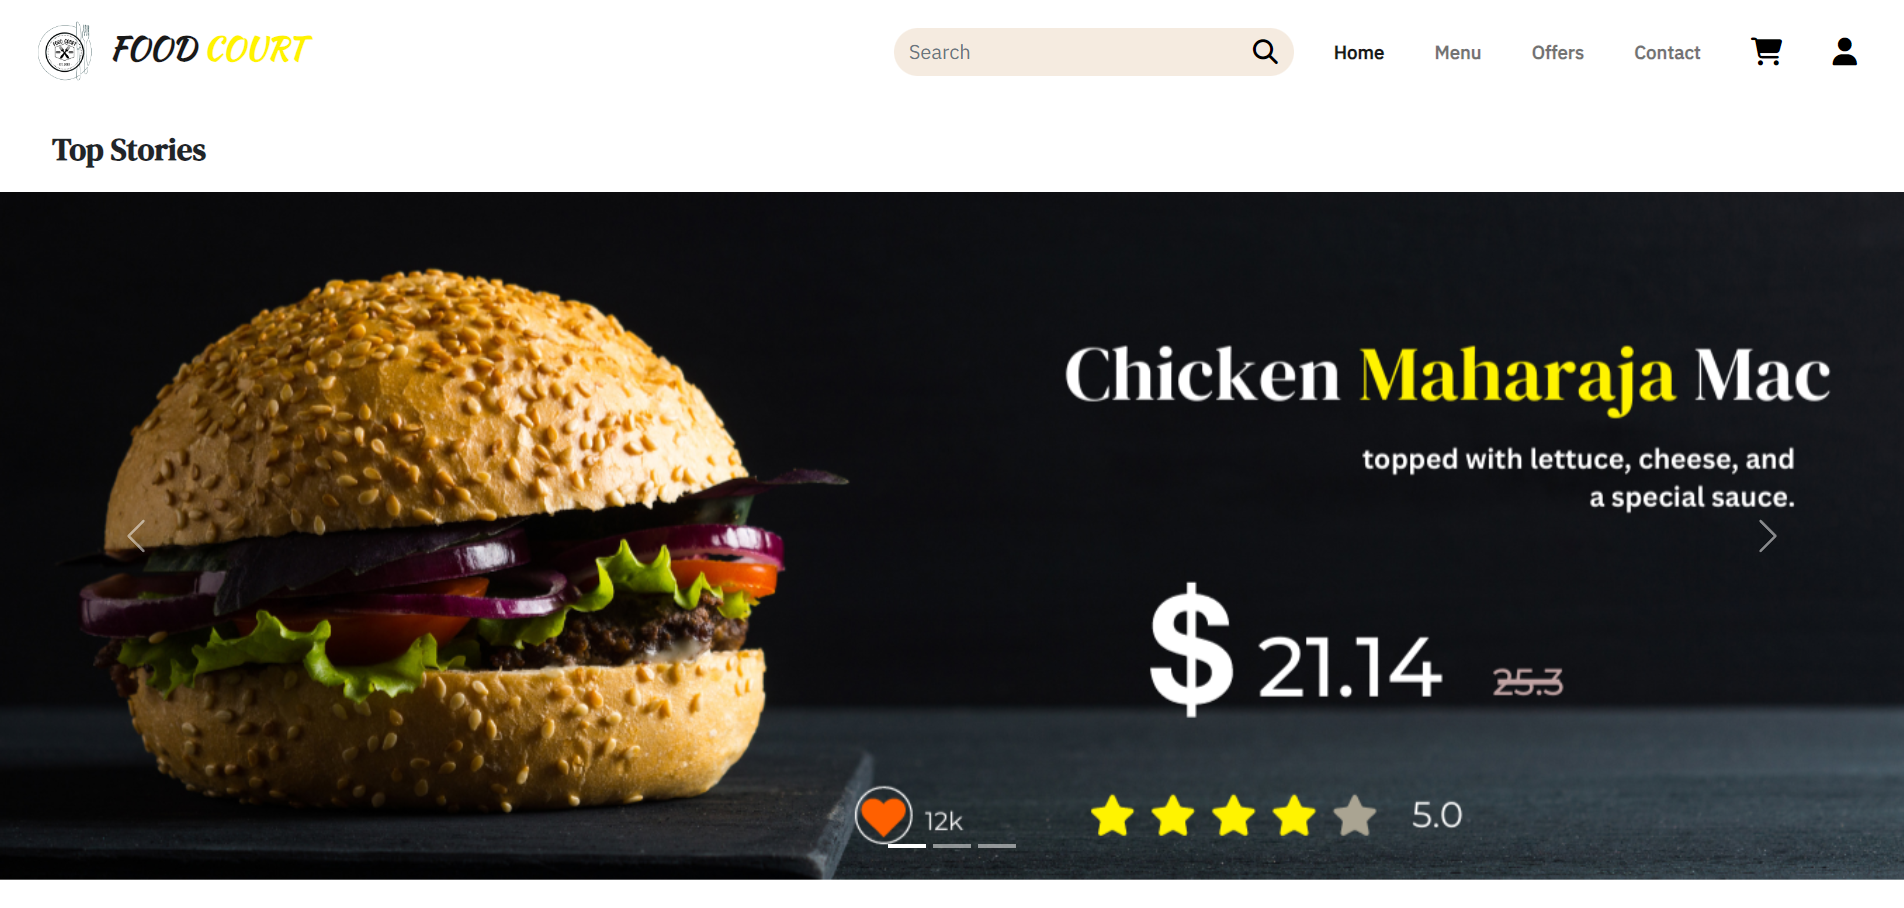 FOOD COURT
Search
Home
Menu
Offers
Contact
Top Stories
Chicken Maharaja Mac
topped with lettuce, cheese, and
a special sauce.
$ 21.14 25.3
12k
5.0